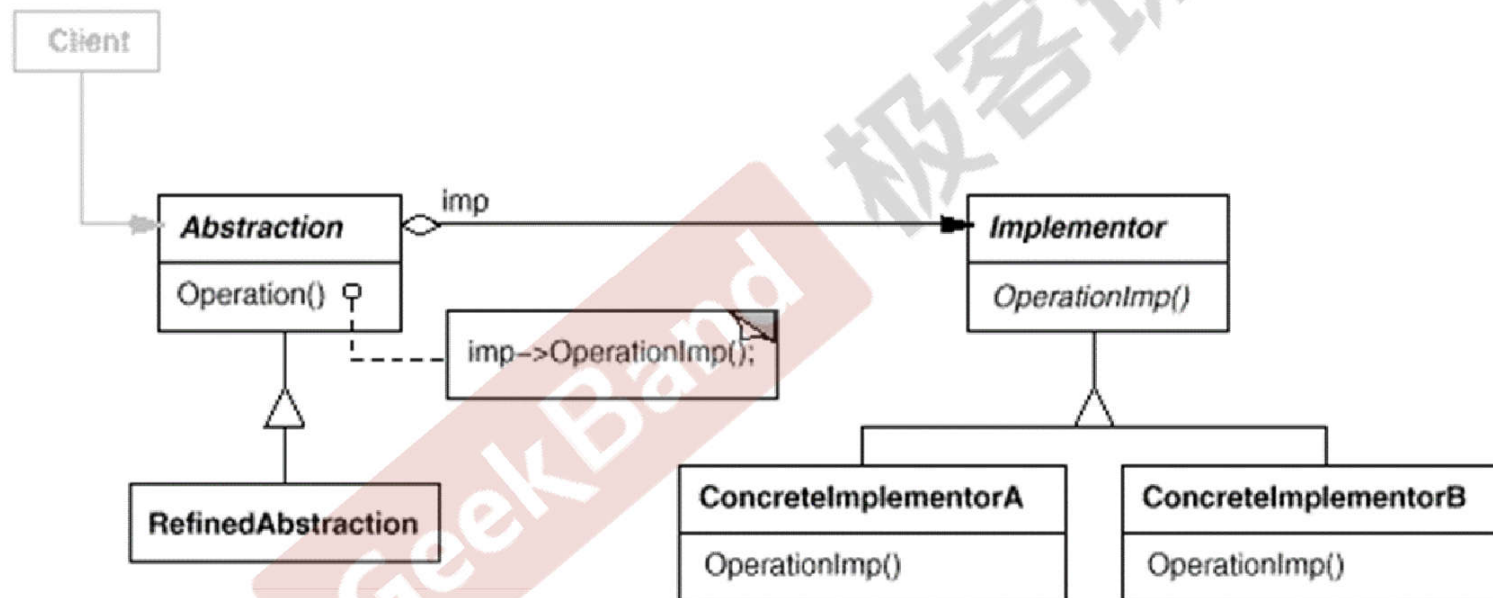 Client
imp
Abstraction
Operation()
imp->OperationImp();
Implementor
OperationImp()
RefinedAbstraction
ConcreteImplementorA
OperationImp()
ConcreteImplementorB
OperationImp()
GeekBand
极客